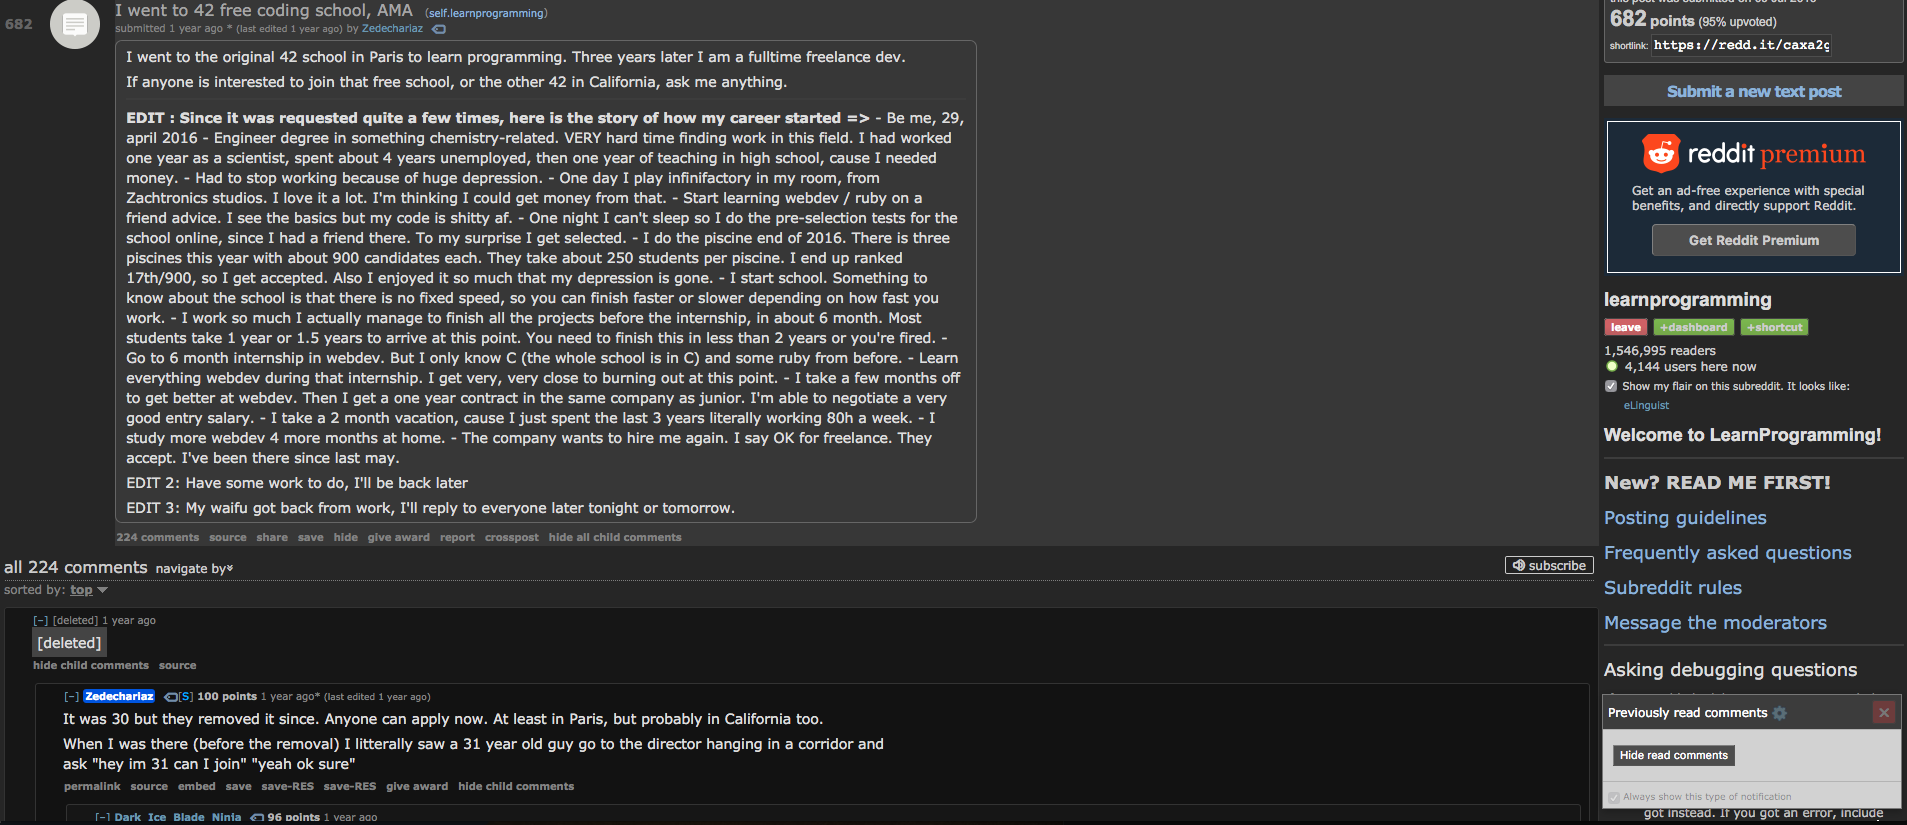 682
I went to 42 free coding school, AMA (self.learnprogramming)
submitted 1 year ago * (last edited 1 year ago) by Zedechariaz
I went to the original 42 school in Paris to learn programming. Three years later I am a fulltime freelance dev.
If anyone is interested to join that free school, or the other 42 in California, ask me anything.
EDIT : Since it was requested quite a few times, here is the story of how my career started => - Be me, 29,
april 2016 - Engineer degree in something chemistry-related. VERY hard time finding work in this field. I had worked
one year as a scientist, spent about 4 years unemployed, then one year of teaching in high school, cause I needed
money. - Had to stop working because of huge depression. - One day I play infinifactory in my room, from
Zachtronics studios. I love it a lot. I'm thinking I could get money from that. - Start learning webdev / ruby on a
friend advice. I see the basics but my code is shitty af. - One night I can't sleep so I do the pre-selection tests for the
school online, since I had a friend there. To my surprise I get selected. - I do the piscine end of 2016. There is three
piscines this year with about 900 candidates each. They take about 250 students per piscine. I end up ranked
17th/900, so I get accepted. Also I enjoyed it so much that my depression is gone. - I start school. Something to
know about the school is that there is no fixed speed, so you can finish faster or slower depending on how fast you
work. - I work so much I actually manage to finish all the projects before the internship, in about 6 month. Most
students take 1 year or 1.5 years to arrive at this point. You need to finish this in less than 2 years or you're fired. -
Go to 6 month internship in webdev. But I only know C (the whole school is in C) and some ruby from before. - Learn
everything webdev during that internship. I get very, very close to burning out at this point. - I take a few months off
to get better at webdev. Then I get a one year contract in the same company as junior. I'm able to negotiate a very
good entry salary. - I take a 2 month vacation, cause I just spent the last 3 years literally working 80h a week. - I
study more webdev 4 more months at home. - The company wants to hire me again. I say OK for freelance. They
accept. I've been there since last may.
EDIT 2: Have some work to do, I'll be back later
EDIT 3: My waifu got back from work, I'll reply to everyone later tonight or tomorrow.
224 comments source share save hide give award report crosspost hide all child comments
all 224 comments navigate by
subscribe
sorted by: top
[–] [deleted] 1 year ago
[deleted]
hide child comments source
[–] Zedechariaz [S] 100 points 1 year ago* (last edited 1 year ago)
It was 30 but they removed it since. Anyone can apply now. At least in Paris, but probably in California too.
When I was there (before the removal) I litterally saw a 31 year old guy go to the director hanging in a corridor and
ask "hey im 31 can I join" "yeah ok sure"
permalink source embed save save-RES save-RES give award hide child comments
[–] Dark_Ice_Blade_Ninja 96 points 1 year ago
682 points (95% upvoted)
shortlink: https://redd.it/caxa2
Submit a new text post
reddit premium
Get an ad-free experience with special
benefits, and directly support Reddit.
Get Reddit Premium
learnprogramming
leave +dashboard +shortcut
1,546,995 readers
4,144 users here now
Show my flair on this subreddit. It looks like:
eLinguist
Welcome to LearnProgramming!
New? READ ME FIRST!
Posting guidelines
Frequently asked questions
Subreddit rules
Message the moderators
Asking debugging questions
Previously read comments
Hide read comments
Always show this type of notification
got instead. If you got an error, include